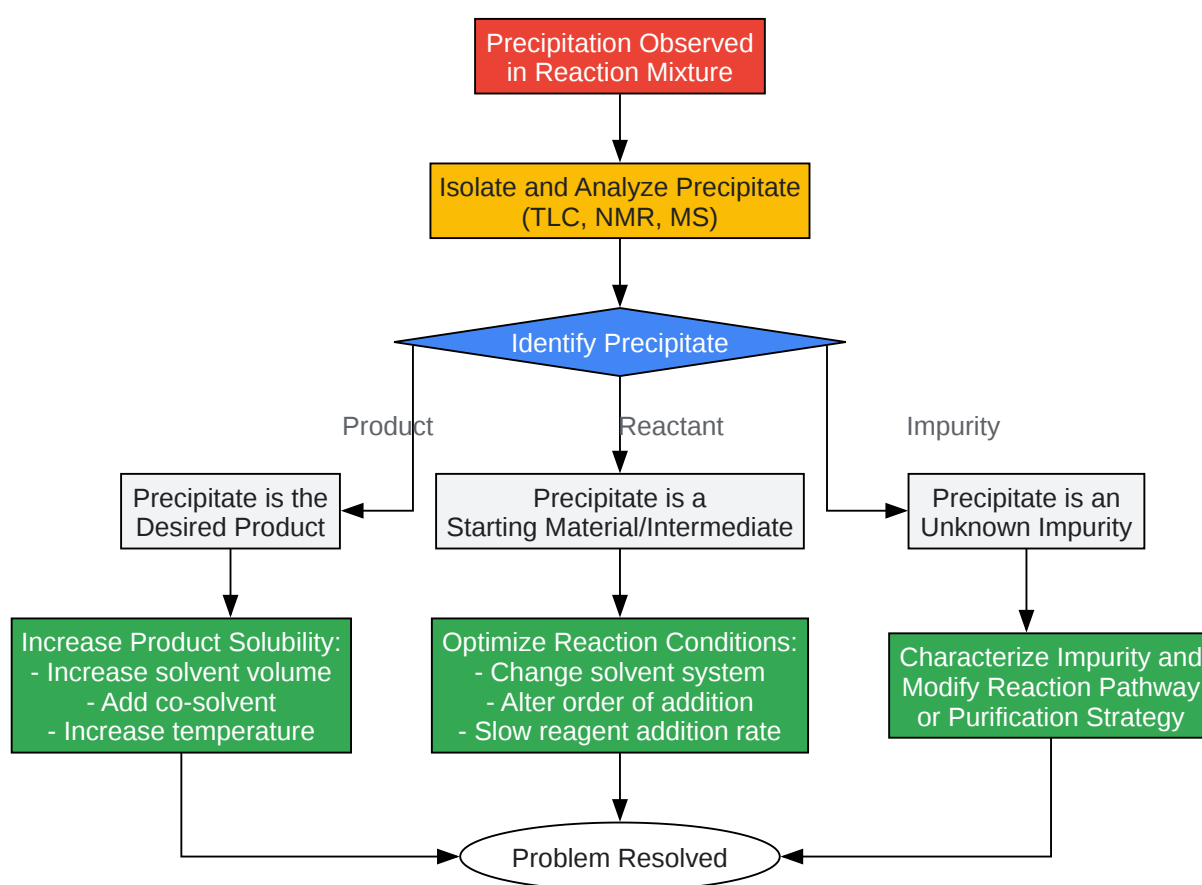 Precipitation Observed
in Reaction Mixture
Isolate and Analyze Precipitate
(TLC, NMR, MS)
Identify Precipitate
Product
Reactant
Impurity
Precipitate is the
Desired Product
Precipitate is a
Starting Material/Intermediate
Precipitate is an
Unknown Impurity
Increase Product Solubility:
- Increase solvent volume
- Add co-solvent
- Increase temperature
Optimize Reaction Conditions:
- Change solvent system
- Alter order of addition
- Slow reagent addition rate
Characterize Impurity and
Modify Reaction Pathway
or Purification Strategy
Problem Resolved